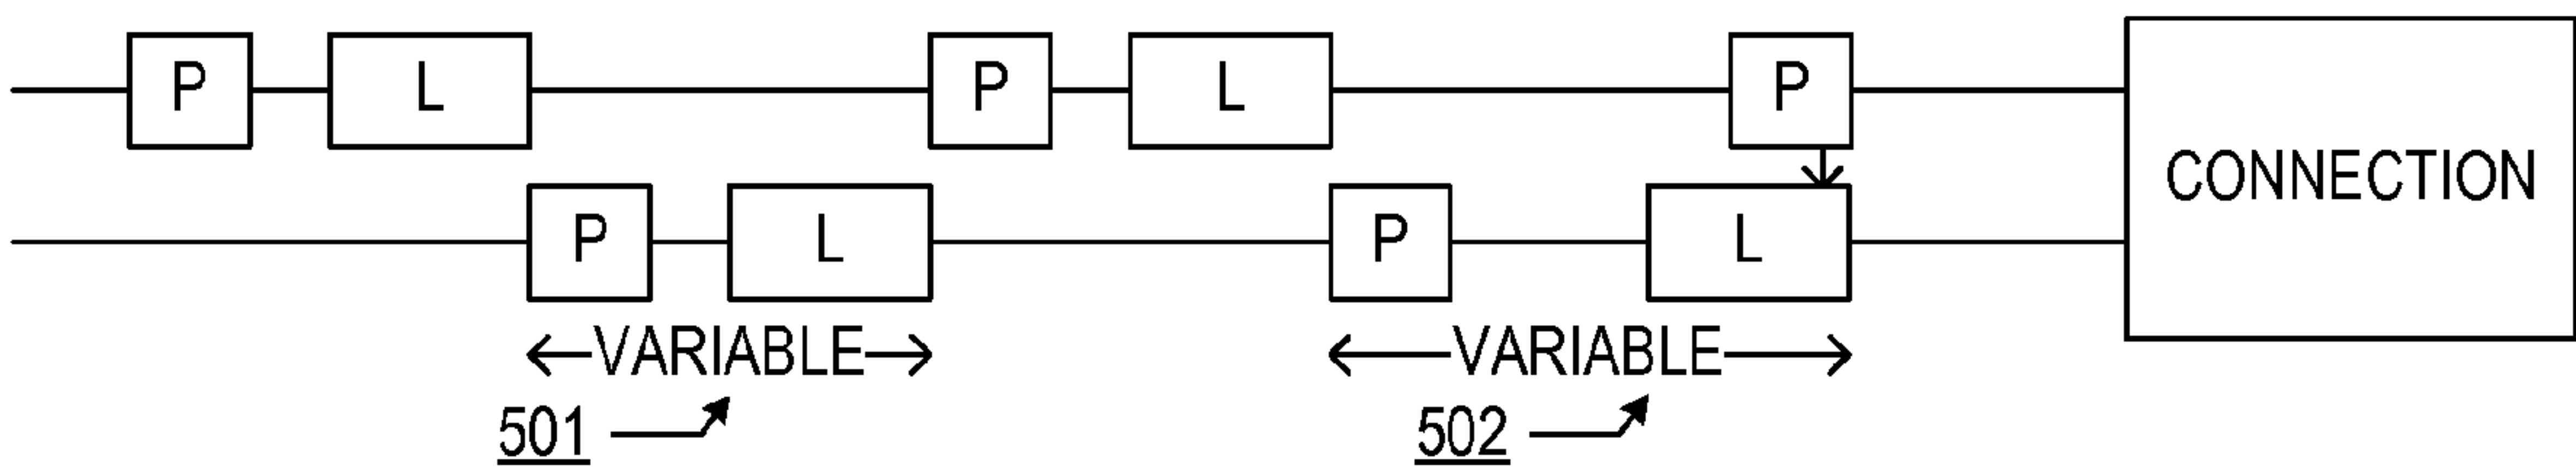 P L P L P
CONNECTION
P L P L
VARIABLE VARIABLE
501 502